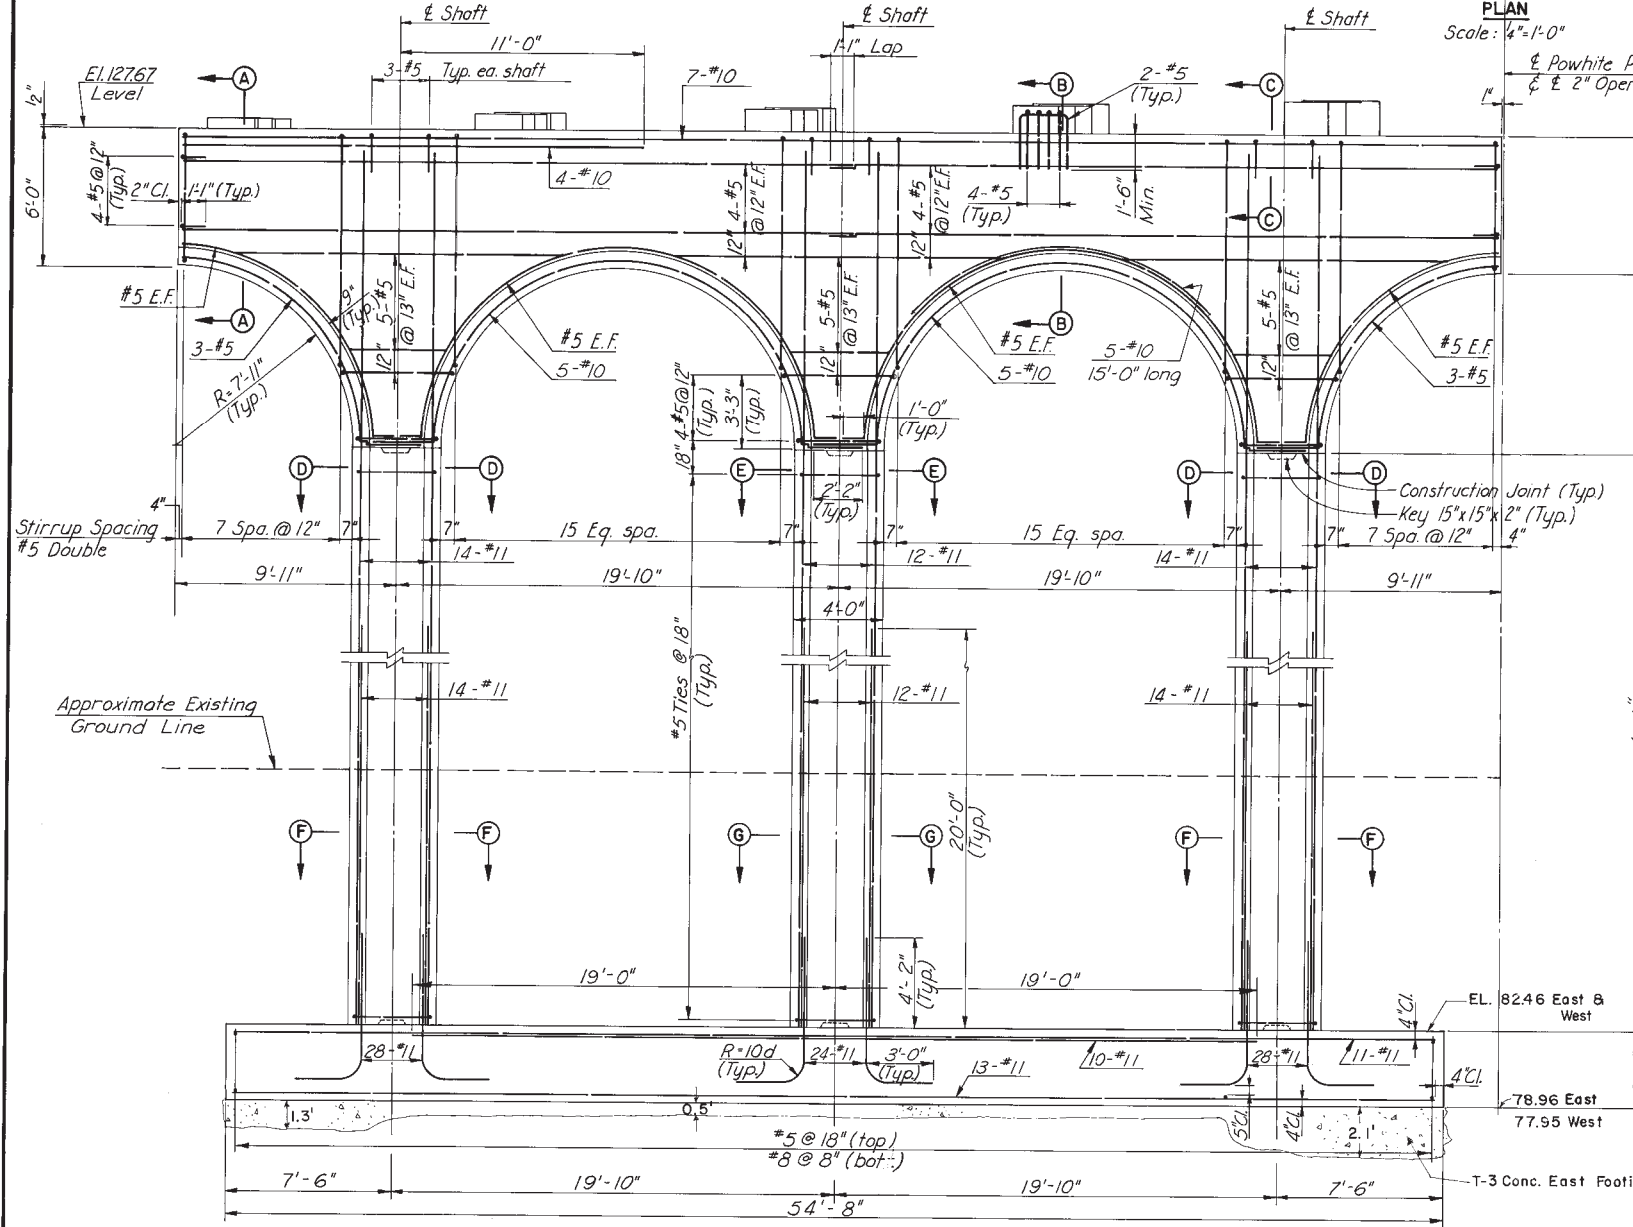 ℄ Shaft
℄ Shaft
℄ Shaft
PLAN
Scale: ¼"=1'-0"
11'-0"
1'-1" Lap
℄ Powhite P
℄ 2" Oper
El. 127.67
Level
½"
A
3-#5 Typ. ea. shaft
7-#10
B
2-#5
(Typ.)
C
1"
6'-0"
4-#5@12"
(Typ.)
2" Cl.
1'-1" (Typ.)
4-#10
12" 4-#5
@12" E.F.
12" 4-#5
@12" E.F.
4-#5
(Typ.)
1'-6"
Min.
C
#5 E.F.
A
9"
(Typ.)
12" 5-#5
@ 13" E.F.
12" 5-#5
@ 13" E.F.
B
12" 5-#5
@ 13" E.F.
3-#5
#5 E.F.
5-#10
#5 E.F.
5-#10
5-#10
15'-0" long
#5 E.F.
3-#5
R=7'-11"
(Typ.)
18" 4-#5@12"
(Typ.)
3'-3"
(Typ.)
1'-0"
(Typ.)
D
D
E
E
D
D
2'-2"
(Typ.)
Construction Joint (Typ.)
Key 15"x15"x2" (Typ.)
4"
Stirrup Spacing
#5 Double
7 Spa. @ 12"
7"
7"
15 Eq. spa.
7"
7"
15 Eq. spa.
7"
7"
7 Spa. @ 12"
4"
14-#11
12-#11
14-#11
9'-11"
19'-10"
19'-10"
9'-11"
4'-0"
#5 Ties @ 18"
(Typ.)
14-#11
12-#11
14-#11
Approximate Existing
Ground Line
F
F
G
G
F
F
20'-0"
(Typ.)
19'-0"
4'-2"
(Typ.)
19'-0"
4" Cl.
EL. 82.46 East &
West
28-#11
R=10d
(Typ.)
24-#11
3'-0"
(Typ.)
10-#11
28-#11
11-#11
13-#11
4" Cl.
1.3'
0.5'
5" Cl.
4" Cl.
2.1'
78.96 East
77.95 West
#5 @ 18" (top)
#8 @ 8" (bot.)
T-3 Conc. East Footi
7'-6"
19'-10"
19'-10"
7'-6"
54'-8"